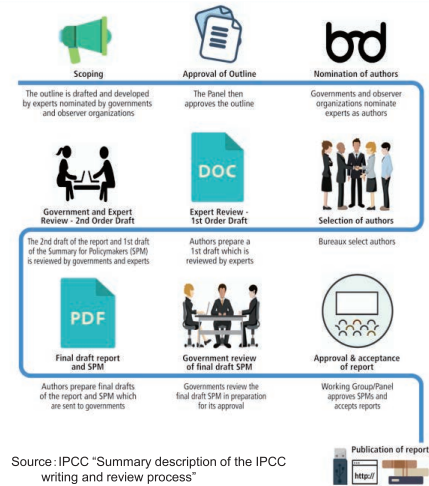 Scoping
The outline is drafted and developed
by experts nominated by governments
and observer organizations
Approval of Outline
The Panel then
approves the outline
Nomination of authors
Governments and observer
organizations nominate
experts as authors
Selection of authors
Bureaux select authors
DOC
Expert Review -
1st Order Draft
Authors prepare a
1st draft which is
reviewed by experts
Government and Expert
Review - 2nd Order Draft
The 2nd draft of the report and 1st draft
of the Summary for Policymakers (SPM)
is reviewed by governments and experts
PDF
Final draft report
and SPM
Authors prepare final drafts
of the report and SPM which
are sent to governments
Government review
of final draft SPM
Governments review the
final draft SPM in preparation
for its approval
Approval & acceptance
of report
Working Group/Panel
approves SPMs and
accepts reports
Publication of report
http://
Source:IPCC "Summary description of the IPCC
writing and review process"